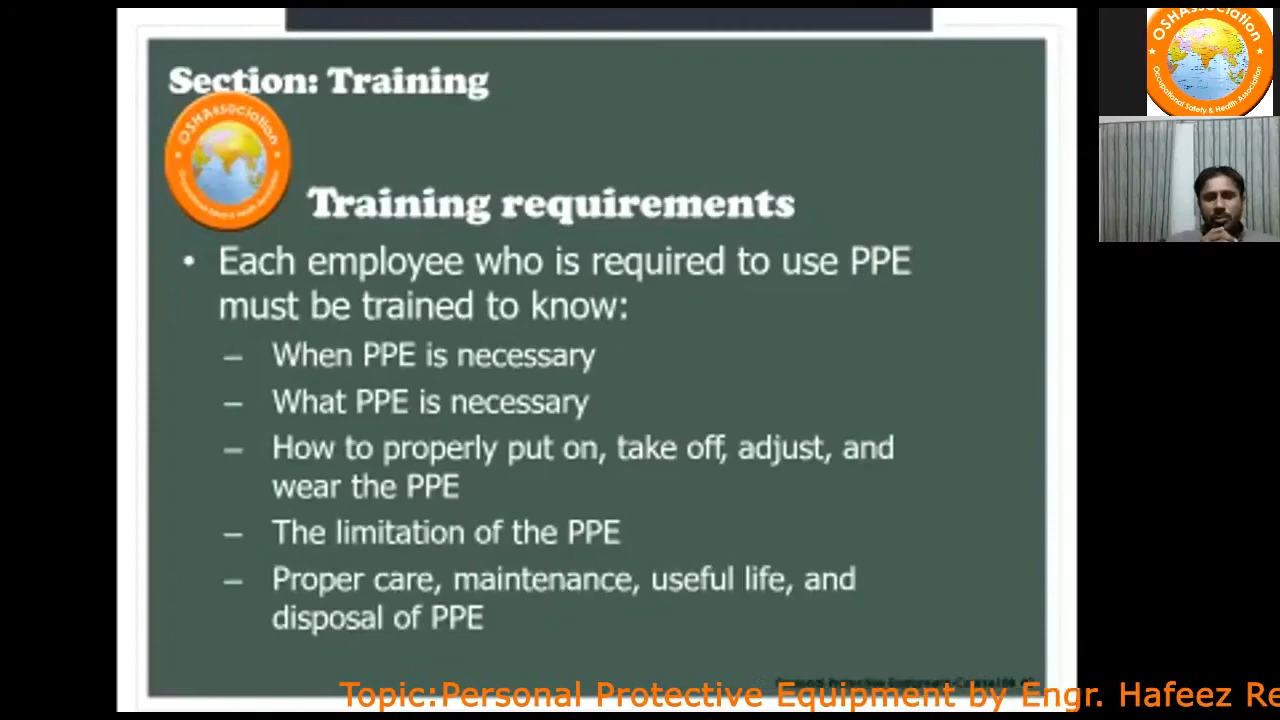 Section: Training
OSHAssociation
Training requirements
• Each employee who is required to use PPE
must be trained to know:
– When PPE is necessary
– What PPE is necessary
– How to properly put on, take off, adjust, and
wear the PPE
– The limitation of the PPE
– Proper care, maintenance, useful life, and
disposal of PPE
OSHAssociation
Occupational Safety & Health Association
Topic:Personal Protective Equipment by Engr. Hafeez Re